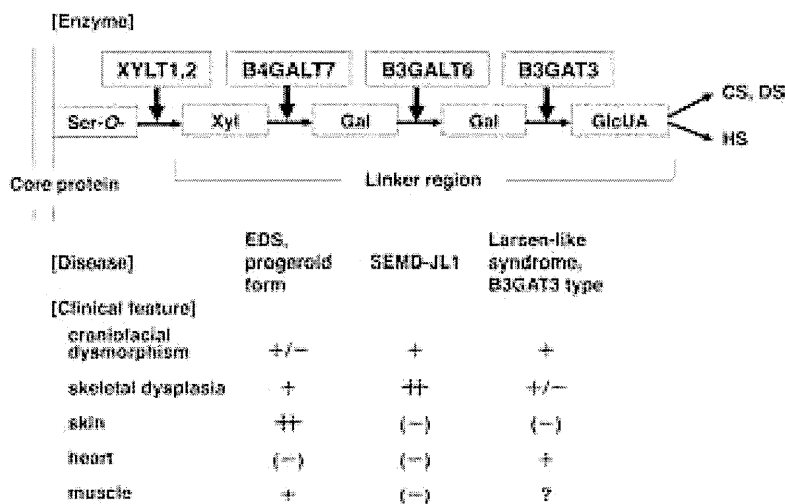 [Enzyme]
XYLT1,2 B4GALT7 B3GALT6 B3GAT3
Ser-O- Xyl Gal Gal GlcUA
CS, DS
HS
Core protein
Linker region
[Disease]
EDS, progeroid form
SEMD-JL1
Larsen-like syndrome, B3GAT3 type
[Clinical feature]
craniofacial dysmorphism +/− + +
skeletal dysplasia + ++ +/−
skin ++ (−) (−)
heart (−) (−) +
muscle + (−) ?